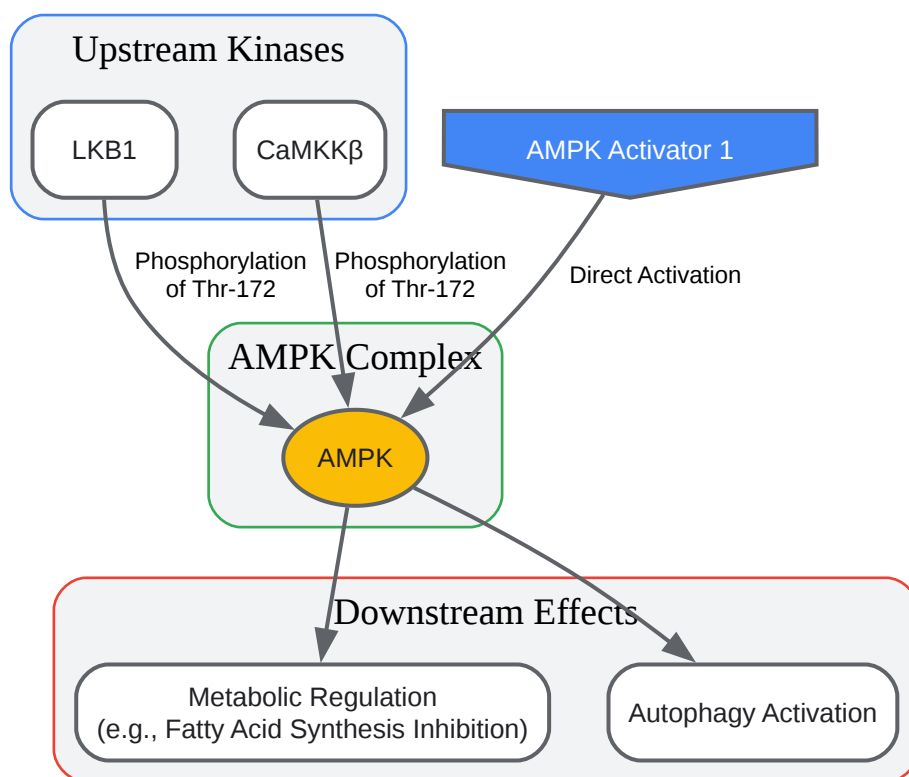 Upstream Kinases
LKB1
CaMKKβ
AMPK Activator 1
Phosphorylation
of Thr-172
Phosphorylation
of Thr-172
Direct Activation
AMPK Complex
AMPK
Downstream Effects
Metabolic Regulation
(e.g., Fatty Acid Synthesis Inhibition)
Autophagy Activation